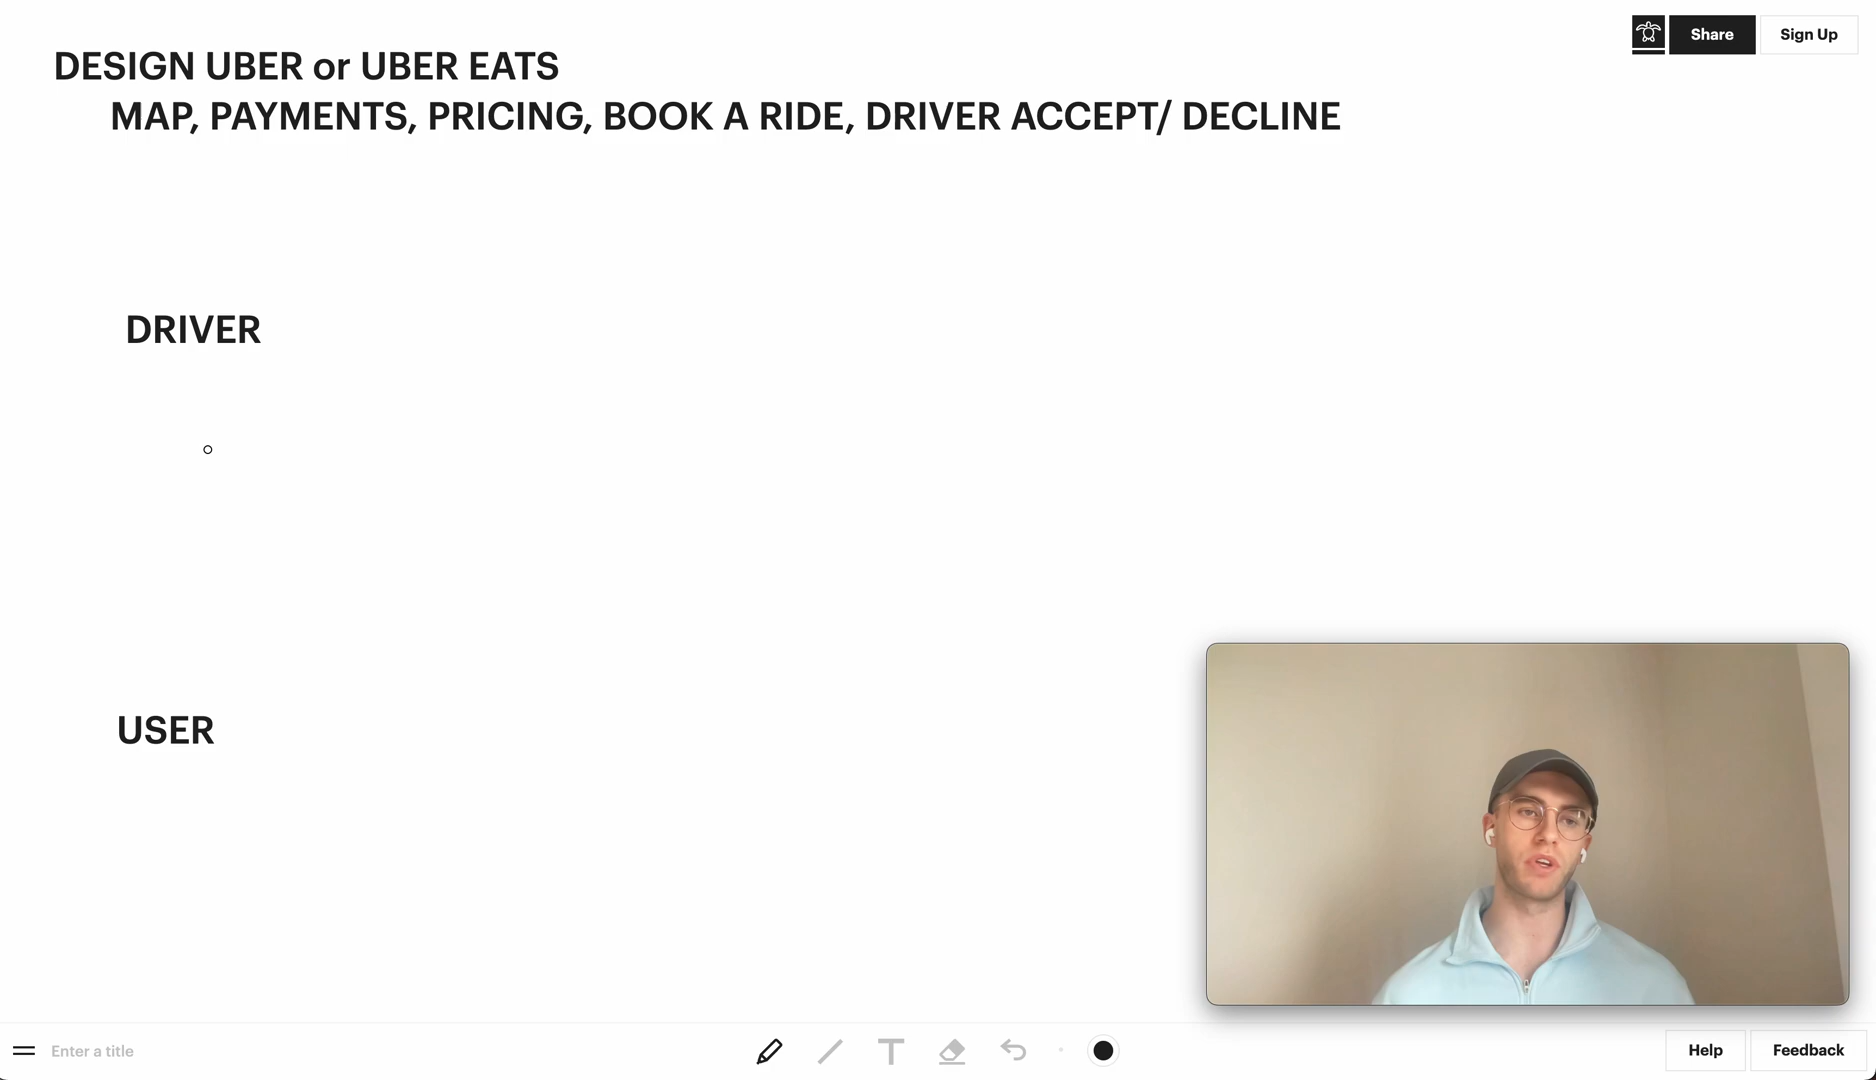 DESIGN UBER or UBER EATS
MAP, PAYMENTS, PRICING, BOOK A RIDE, DRIVER ACCEPT/ DECLINE
Share
Sign Up
DRIVER
USER
Enter a title
T
Help
Feedback